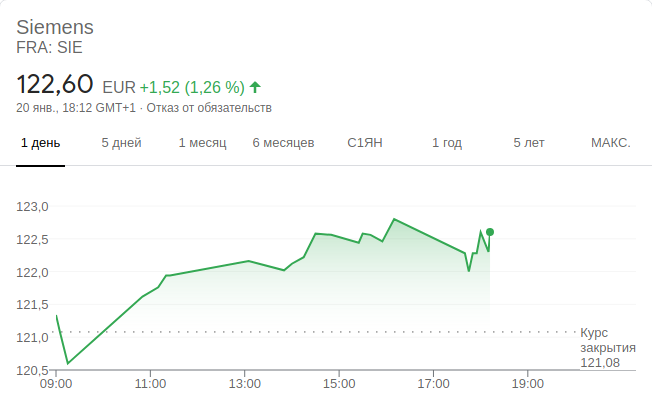 Siemens
FRA: SIE
122,60 EUR +1,52 (1,26 %)
20 янв., 18:12 GMT+1 · Отказ от обязательств
1 день 5 дней 1 месяц 6 месяцев С1ЯН 1 год 5 лет МАКС.
123,0
122,5
122,0
121,5
121,0
120,5
Курс
закрытия
121,08
09:00 11:00 13:00 15:00 17:00 19:00